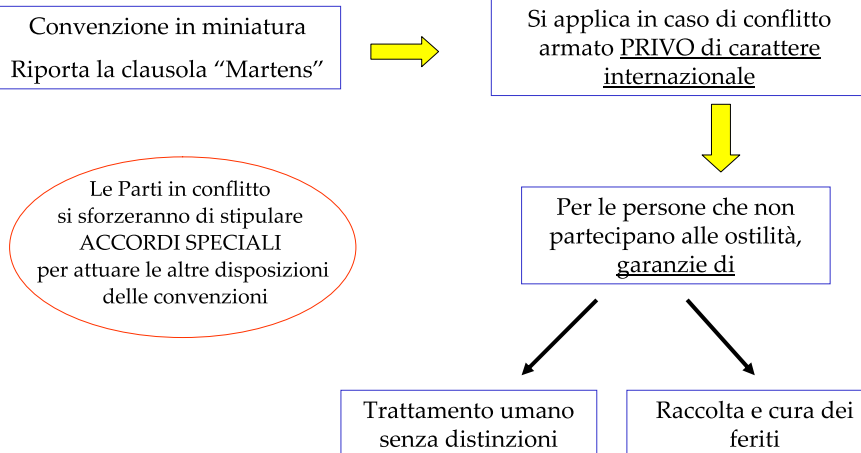 Convenzione in miniatura
Riporta la clausola “Martens”
Si applica in caso di conflitto
armato PRIVO di carattere
internazionale
Le Parti in conflitto
si sforzeranno di stipulare
ACCORDI SPECIALI
per attuare le altre disposizioni
delle convenzioni
Per le persone che non
partecipano alle ostilità,
garanzie di
Trattamento umano
senza distinzioni
Raccolta e cura dei
feriti